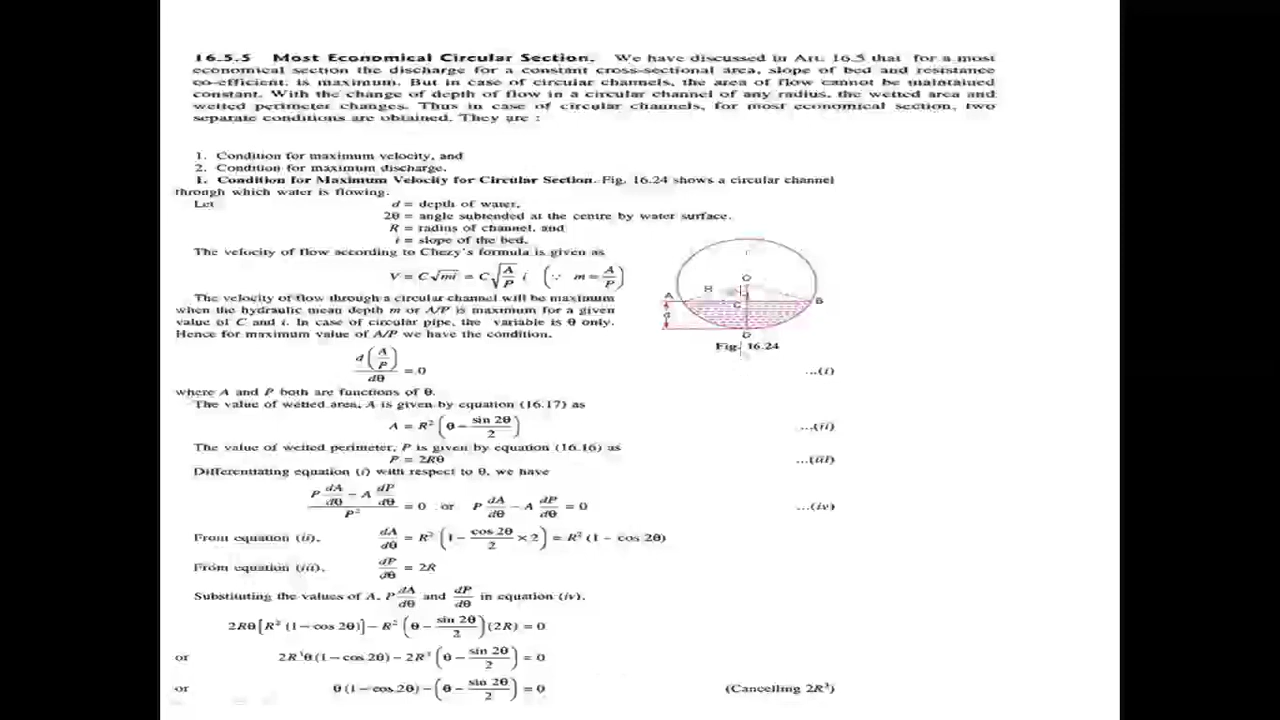 16.5.5 Most Economical Circular Section. We have discussed in Art. 16.5 that for a most
economical section the discharge for a constant cross-sectional area, slope of bed and resistance
co-efficient, is maximum. But in case of circular channels, the area of flow cannot be maintained
constant. With the change of depth of flow in a circular channel of any radius, the wetted area and
wetted perimeter changes. Thus in case of circular channels, for most economical section, two
separate conditions are obtained. They are :
1. Condition for maximum velocity, and
2. Condition for maximum discharge.
1. Condition for Maximum Velocity for Circular Section. Fig. 16.24 shows a circular channel
through which water is flowing.
Let d = depth of water,
2θ = angle subtended at the centre by water surface.
R = radius of channel, and
i = slope of the bed.
The velocity of flow according to Chezy's formula is given as
V = C√mi = C√(A/P) i (∵ m = A/P)
The velocity of flow through a circular channel will be maximum
when the hydraulic mean depth m or A/P is maximum for a given
value of C and i. In case of circular pipe, the variable is θ only.
Hence for maximum value of A/P we have the condition.
O
R
A C B
d
D
Fig. 16.24
d(A/P)/dθ = 0 ...(i)
where A and P both are functions of θ.
The value of wetted area, A is given by equation (16.17) as
A = R² (θ – sin 2θ/2) ...(ii)
The value of wetted perimeter, P is given by equation (16.16) as
P = 2Rθ ...(iii)
Differentiating equation (i) with respect to θ, we have
(P dA/dθ – A dP/dθ)/P² = 0 or P dA/dθ – A dP/dθ = 0 ...(iv)
From equation (ii), dA/dθ = R² (1 – cos 2θ/2 × 2) = R² (1 – cos 2θ)
From equation (iii), dP/dθ = 2R
Substituting the values of A, P dA/dθ and dP/dθ in equation (iv),
2Rθ[R² (1 – cos 2θ)] – R² (θ – sin 2θ/2) (2R) = 0
or 2R³θ (1 – cos 2θ) – 2R³ (θ – sin 2θ/2) = 0
or θ (1 – cos 2θ) – (θ – sin 2θ/2) = 0 (Cancelling 2R³)